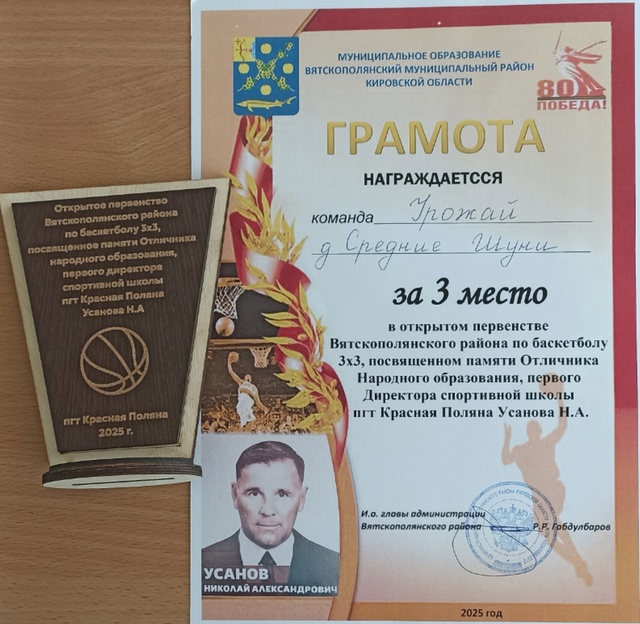 Открытое первенство
Вятскополянского района
по баскетболу 3х3,
посвященное памяти Отличника
народного образования,
первого директора
спортивной школы
пгт Красная Поляна
Усанова Н.А
пгт Красная Поляна
2025 г.
МУНИЦИПАЛЬНОЕ ОБРАЗОВАНИЕ
ВЯТСКОПОЛЯНСКИЙ МУНИЦИПАЛЬНЫЙ РАЙОН
КИРОВСКОЙ ОБЛАСТИ
80
ПОБЕДА!
ГРАМОТА
НАГРАЖДАЕТССЯ
команда Урожай
д Средние Шуни
за 3 место
в открытом первенстве
Вятскополянского района по баскетболу
3х3, посвященном памяти Отличника
Народного образования, первого
Директора спортивной школы
пгт Красная Поляна Усанова Н.А.
УСАНОВ
НИКОЛАЙ АЛЕКСАНДРОВИЧ
И.о. главы администрации
Вятскополянского района Р.Р. Габдулбаров
2025 год